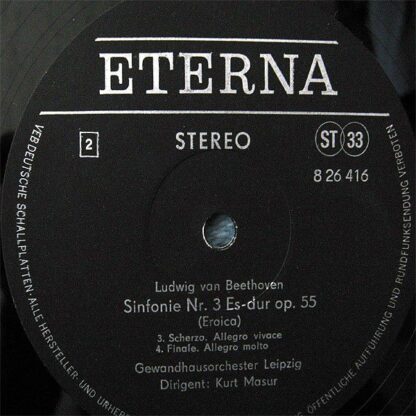 ETERNA
2
STEREO
ST 33
8 26 416
Ludwig van Beethoven
Sinfonie Nr. 3 Es-dur op. 55
(Eroica)
3. Scherzo. Allegro vivace
4. Finale. Allegro molto
Gewandhausorchester Leipzig
Dirigent: Kurt Masur
VEB DEUTSCHE SCHALLPLATTEN ALLE HERSTELLER- UND URHEBER
G ÖFFENTLICHE AUFFÜHRUNG UND RUNDFUNKSENDUNG VERBOTEN